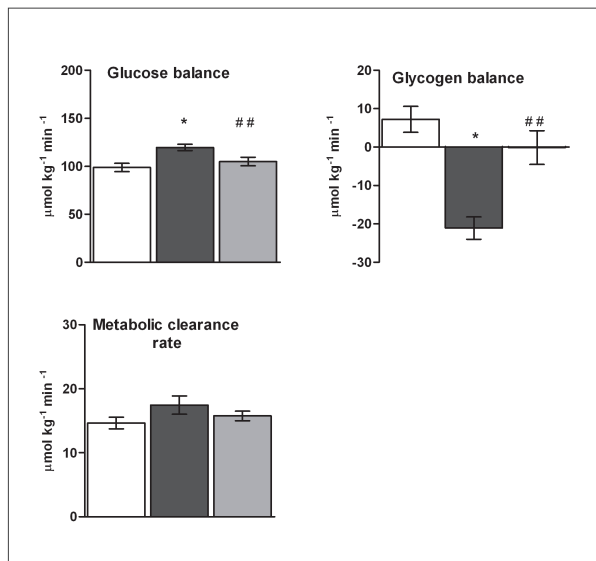 Glucose balance
µmol kg⁻¹ min ⁻¹
200
150
100
50
0
*
##
Glycogen balance
µmol kg⁻¹ min ⁻¹
20
10
0
-10
-20
-30
*
##
Metabolic clearance
rate
µmol kg⁻¹ min ⁻¹
30
20
10
0